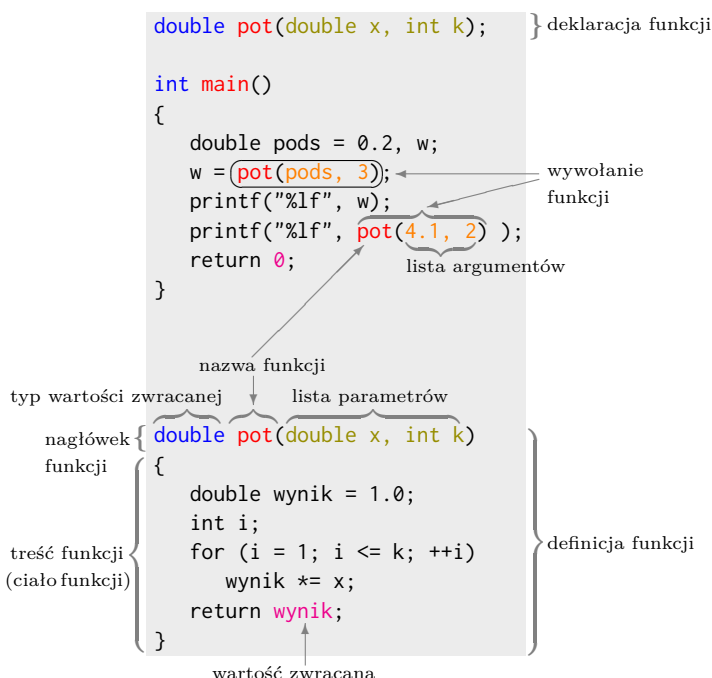 double pot(double x, int k); deklaracja funkcji
int main()
{
double pods = 0.2, w;
w = pot(pods, 3); wywołanie
funkcji
printf("%lf", w);
printf("%lf", pot(4.1, 2) );
return 0;
lista argumentów
}
nazwa funkcji
typ wartości zwracanej lista parametrów
nagłówek double pot(double x, int k)
funkcji {
double wynik = 1.0;
int i;
treść funkcji for (i = 1; i <= k; ++i) definicja funkcji
(ciało funkcji) wynik *= x;
return wynik;
}
wartość zwracana